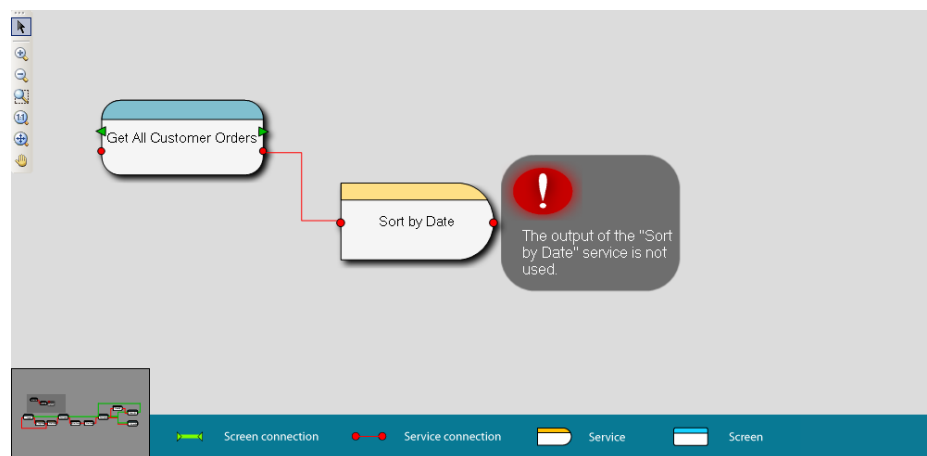 Get All Customer Orders
Sort by Date
The output of the "Sort
by Date" service is not
used.
Screen connection
Service connection
Service
Screen